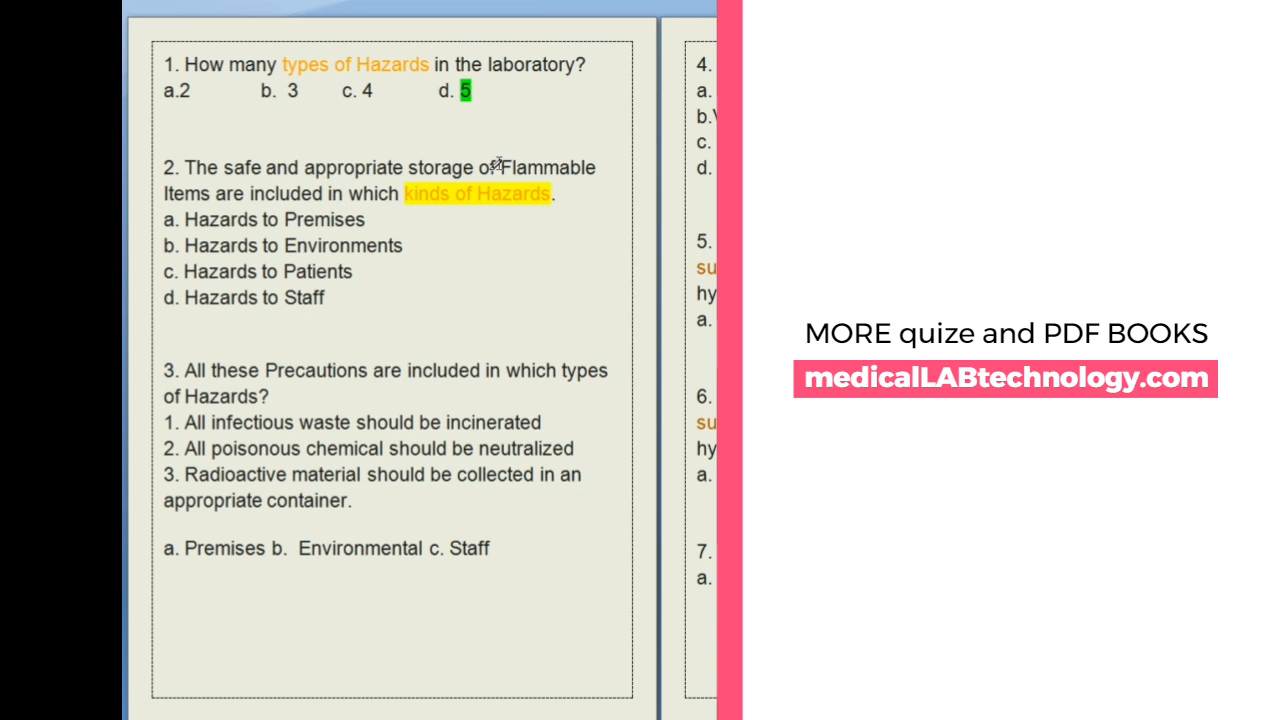 1. How many types of Hazards in the laboratory?
a.2 b. 3 c. 4 d. 5
2. The safe and appropriate storage of Flammable
Items are included in which kinds of Hazards.
a. Hazards to Premises
b. Hazards to Environments
c. Hazards to Patients
d. Hazards to Staff
3. All these Precautions are included in which types
of Hazards?
1. All infectious waste should be incinerated
2. All poisonous chemical should be neutralized
3. Radioactive material should be collected in an
appropriate container.
a. Premises b. Environmental c. Staff
4.
a.
b.
c.
d.
5.
su
hy
a.
6.
su
hy
a.
7.
a.
MORE quize and PDF BOOKS
medicalLABtechnology.com